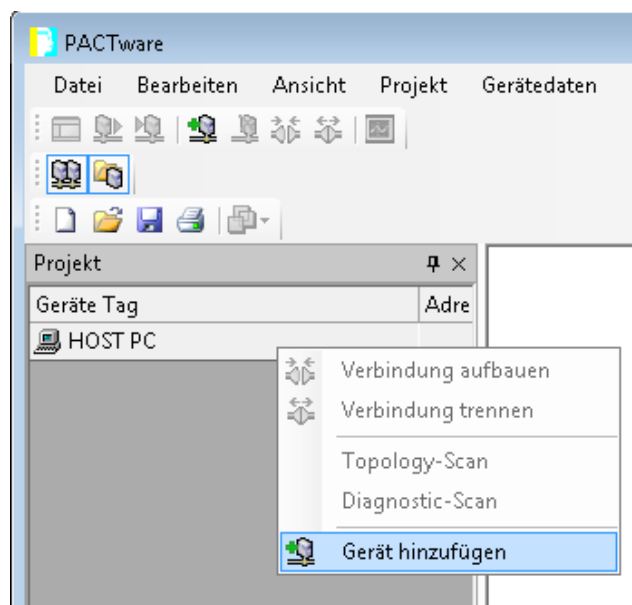 PACTware
Datei Bearbeiten Ansicht Projekt Gerätedaten
Projekt
Geräte Tag Adre
HOST PC
Verbindung aufbauen
Verbindung trennen
Topology-Scan
Diagnostic-Scan
Gerät hinzufügen